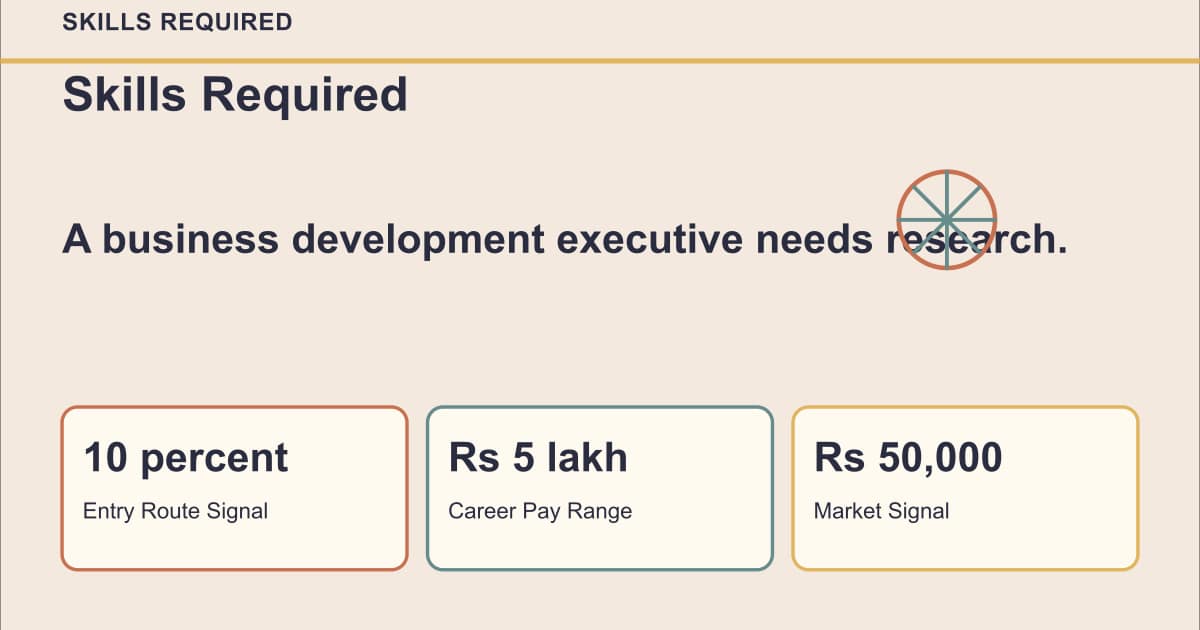 SKILLS REQUIRED
Skills Required
A business development executive needs research.
10 percent
Entry Route Signal
Rs 5 lakh
Career Pay Range
Rs 50,000
Market Signal